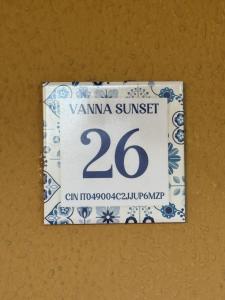 VANNA SUNSET
26
CIN IT049004C2JJUP6MZP